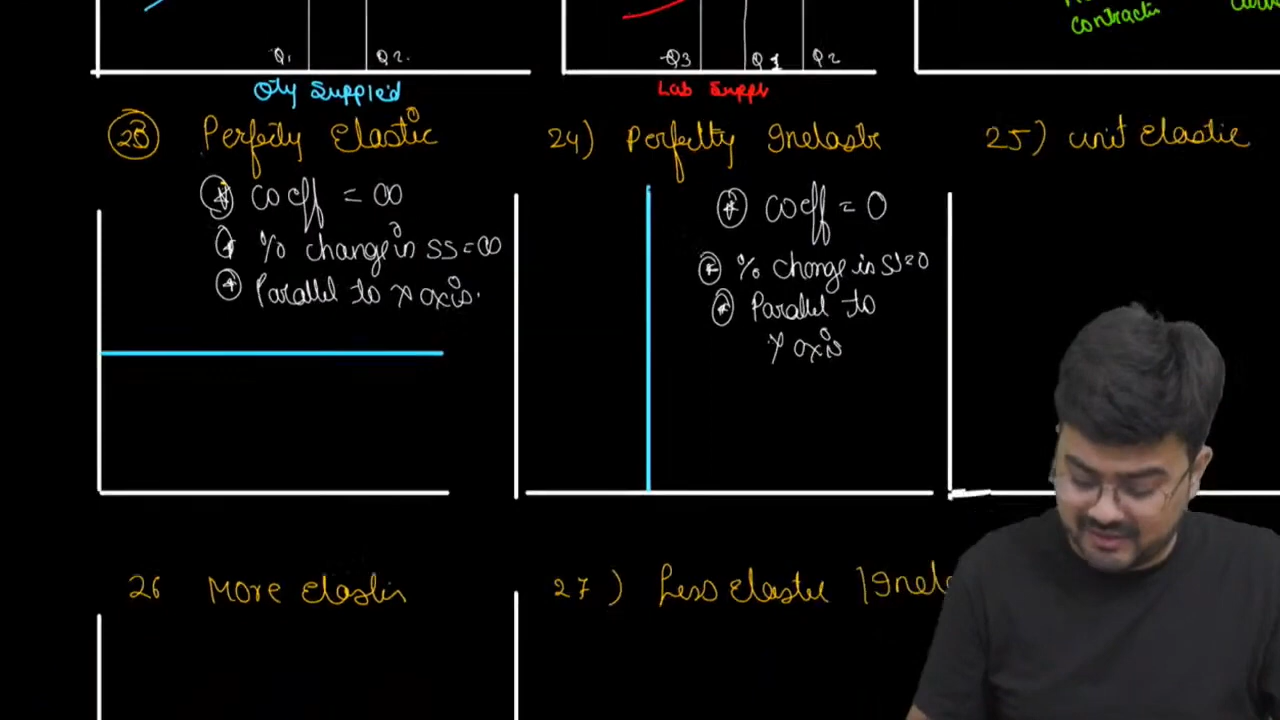 contractio
Q1 Q2.
Q3 Q1 Q2
Qty Supplied
Lab Supply
23 Perfectly Elastic
24) Perfeltty Inelastic
25) unit Elastic
coeff = ∞
% change in SS=∞
Parallel to x axis.
coeff = 0
% change in SS=0
Parallel to
Y axis
26 More Elastic
27) Less Elastic / Inela